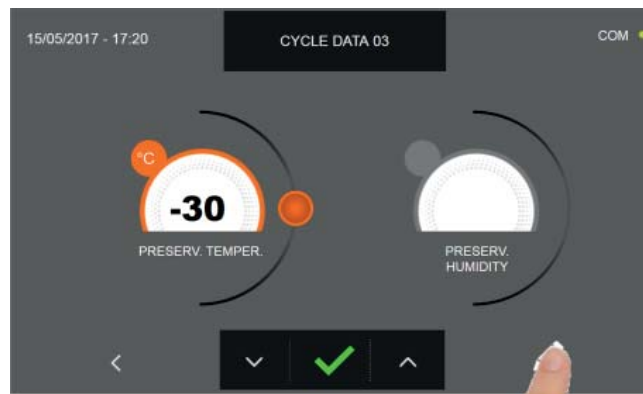 15/05/2017 - 17:20
CYCLE DATA 03
COM
°C
-30
PRESERV. TEMPER.
PRESERV.
HUMIDITY